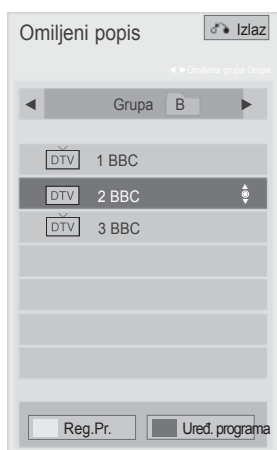 Omiljeni popis
Izlaz
◄ ► Omiljena grupa Grupa
◄ Grupa B ►
DTV 1 BBC
DTV 2 BBC
DTV 3 BBC
Reg.Pr. Uređ. programa